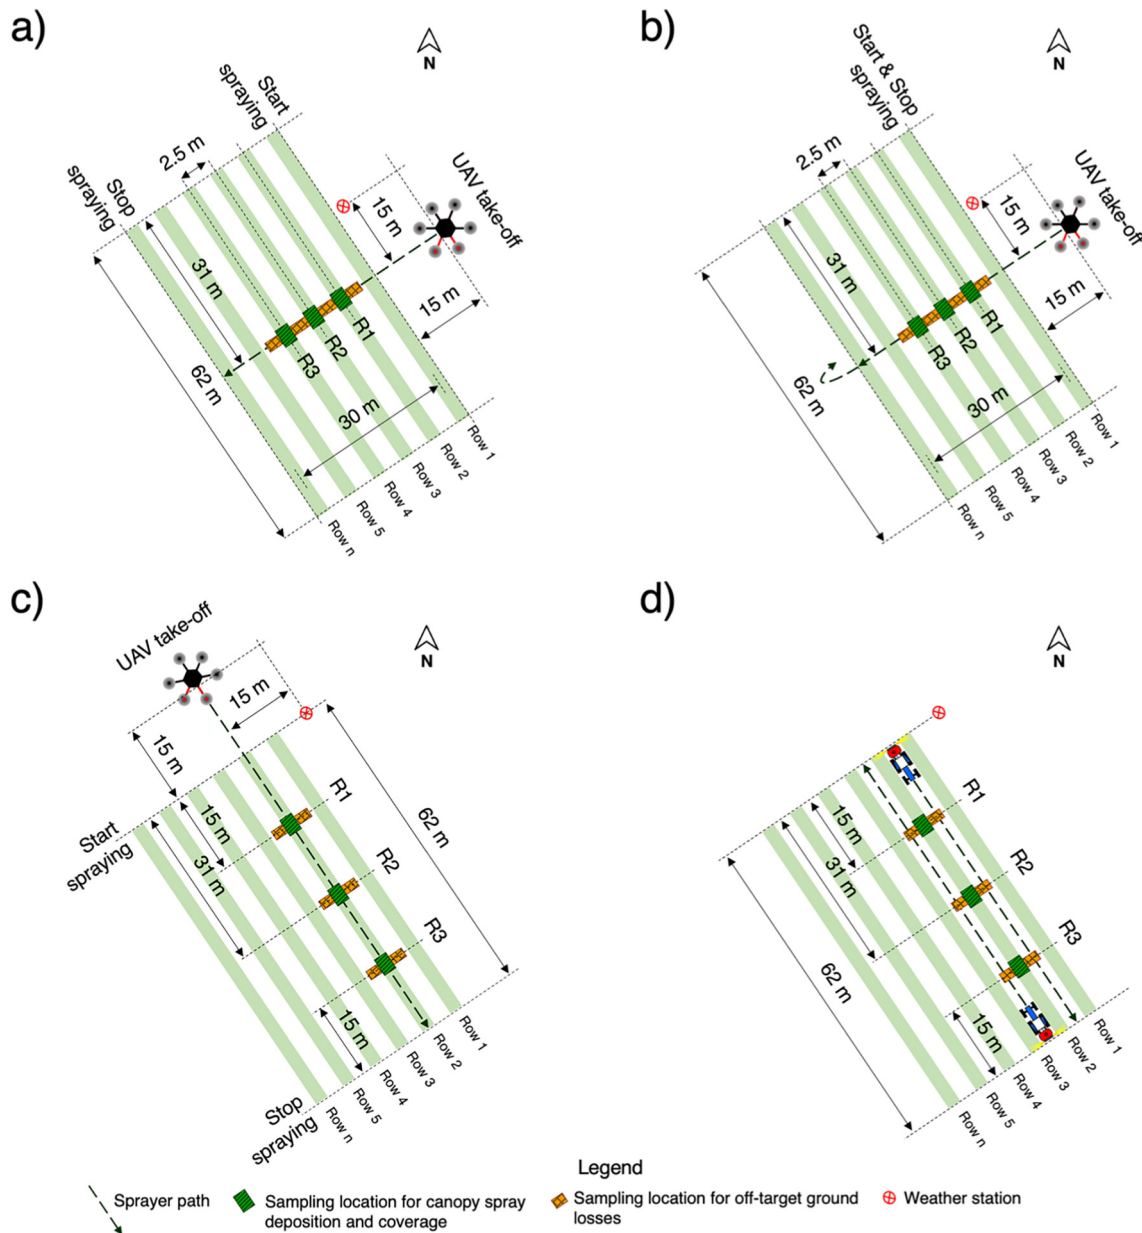 a)
N
Start
spraying
Stop
spraying
2.5 m
UAV take-off
15 m
31 m
15 m
R1
R2
R3
62 m
30 m
Row 1
Row 2
Row 3
Row 4
Row 5
Row n
b)
N
Start & Stop
spraying
2.5 m
UAV take-off
15 m
31 m
15 m
R1
R2
R3
62 m
30 m
Row 1
Row 2
Row 3
Row 4
Row 5
Row n
c)
N
UAV take-off
15 m
15 m
Start
spraying
15 m
31 m
R1
R2
R3
62 m
15 m
Stop
spraying
Row 1
Row 2
Row 3
Row 4
Row 5
Row n
d)
N
15 m
31 m
R1
R2
R3
62 m
15 m
Row 1
Row 2
Row 3
Row 4
Row 5
Row n
Legend
Sprayer path
Sampling location for canopy spray
deposition and coverage
Sampling location for off-target ground
losses
Weather station